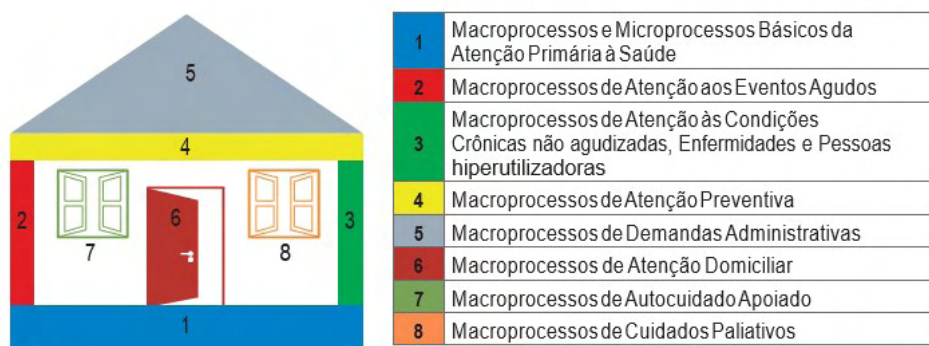 5
4
2
6
3
7
8
1
1 Macroprocessos e Microprocessos Básicos da
Atenção Primária à Saúde
2 Macroprocessos de Atenção aos Eventos Agudos
3 Macroprocessos de Atenção às Condições
Crônicas não agudizadas, Enfermidades e Pessoas
hiperutilizadoras
4 Macroprocessos de Atenção Preventiva
5 Macroprocessos de Demandas Administrativas
6 Macroprocessos de Atenção Domiciliar
7 Macroprocessos de Autocuidado Apoiado
8 Macroprocessos de Cuidados Paliativos